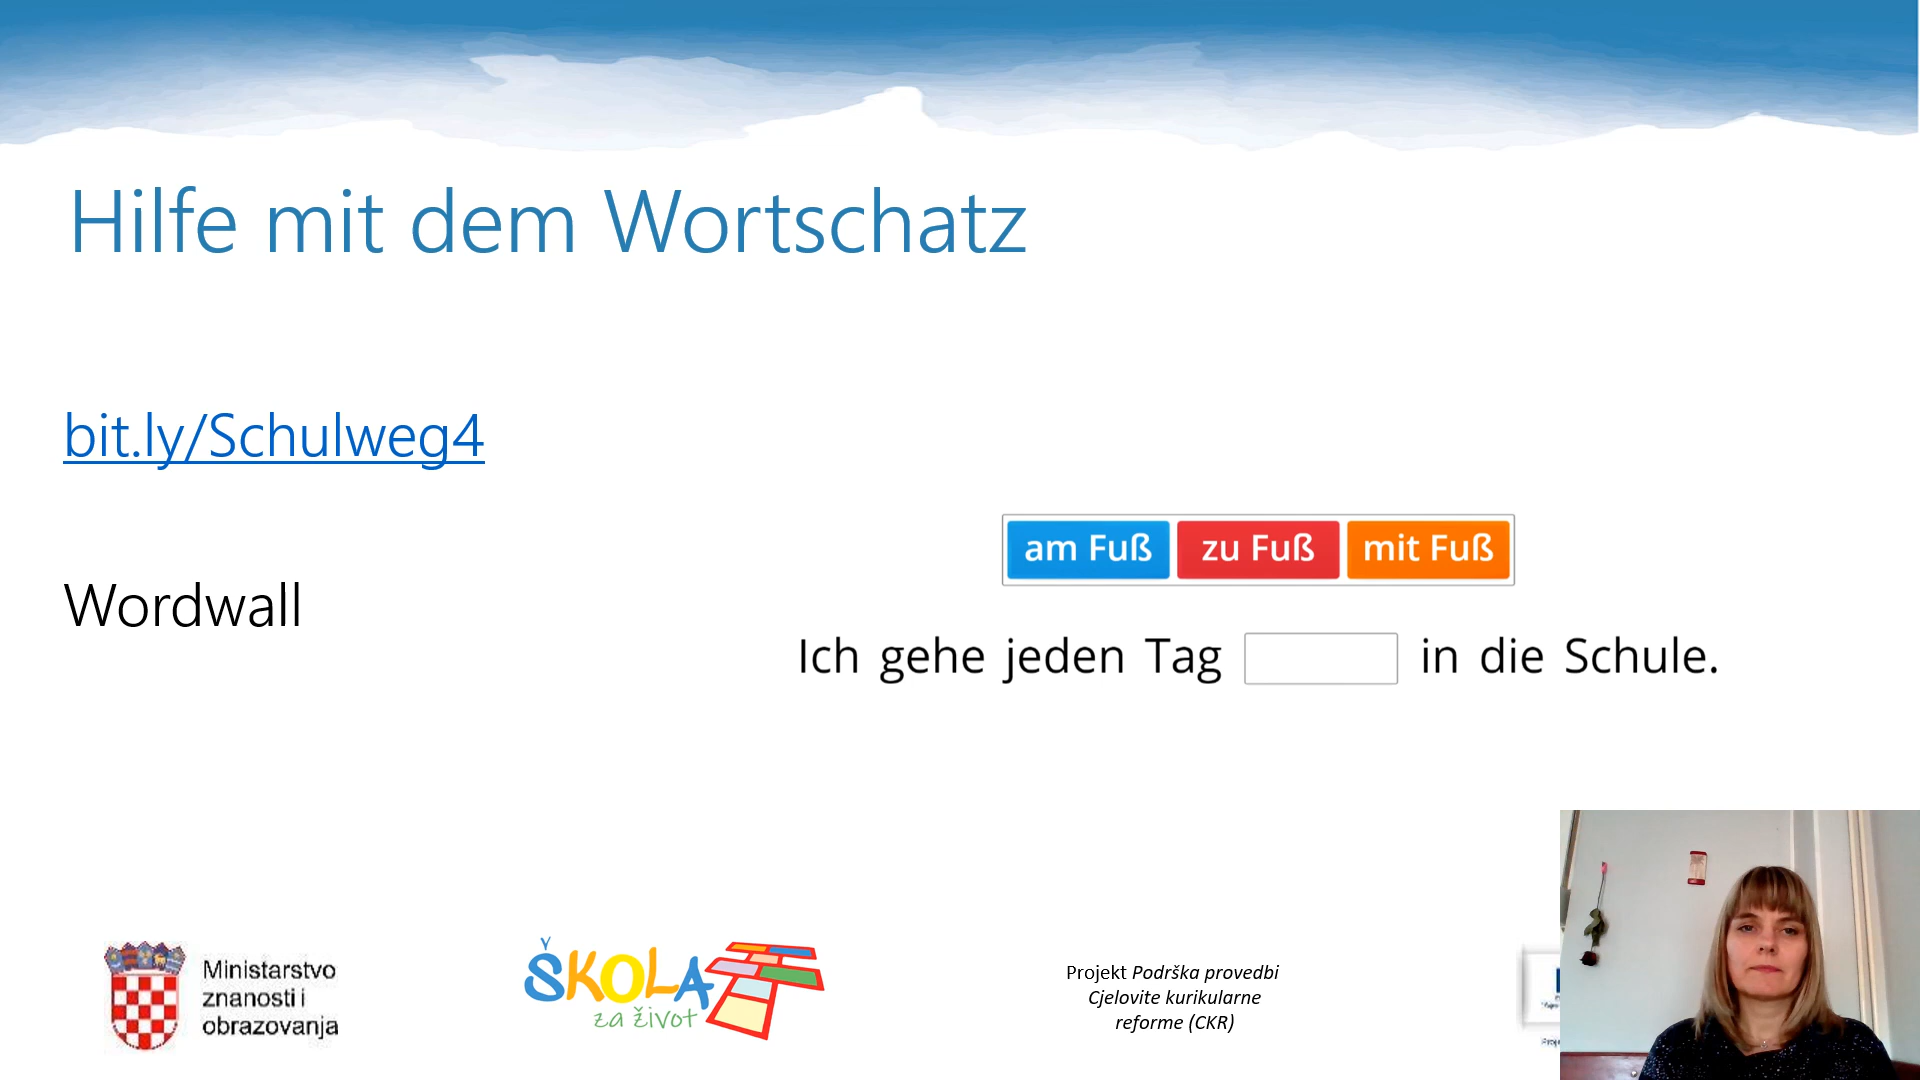 Hilfe mit dem Wortschatz
bit.ly/Schulweg4
Wordwall
am Fuß zu Fuß mit Fuß
Ich gehe jeden Tag in die Schule.
Ministarstvo
znanosti i
obrazovanja
ŠKOLA
za život
Projekt Podrška provedbi
Cjelovite kurikularne
reforme (CKR)